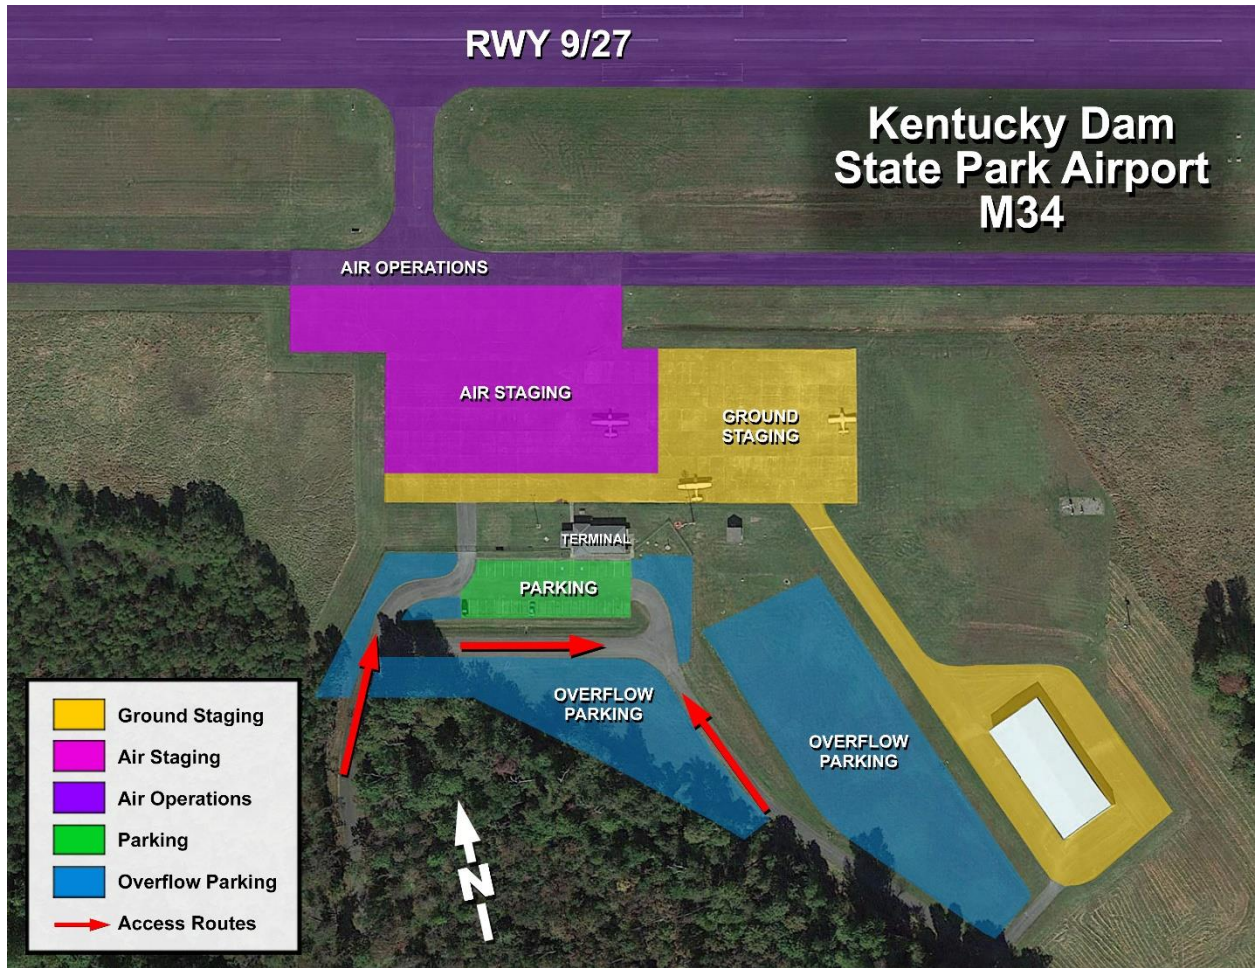 RWY 9/27
Kentucky Dam
State Park Airport
M34
AIR OPERATIONS
AIR STAGING
GROUND
STAGING
TERMINAL
PARKING
OVERFLOW
PARKING
OVERFLOW
PARKING
Ground Staging
Air Staging
Air Operations
Parking
Overflow Parking
Access Routes
N